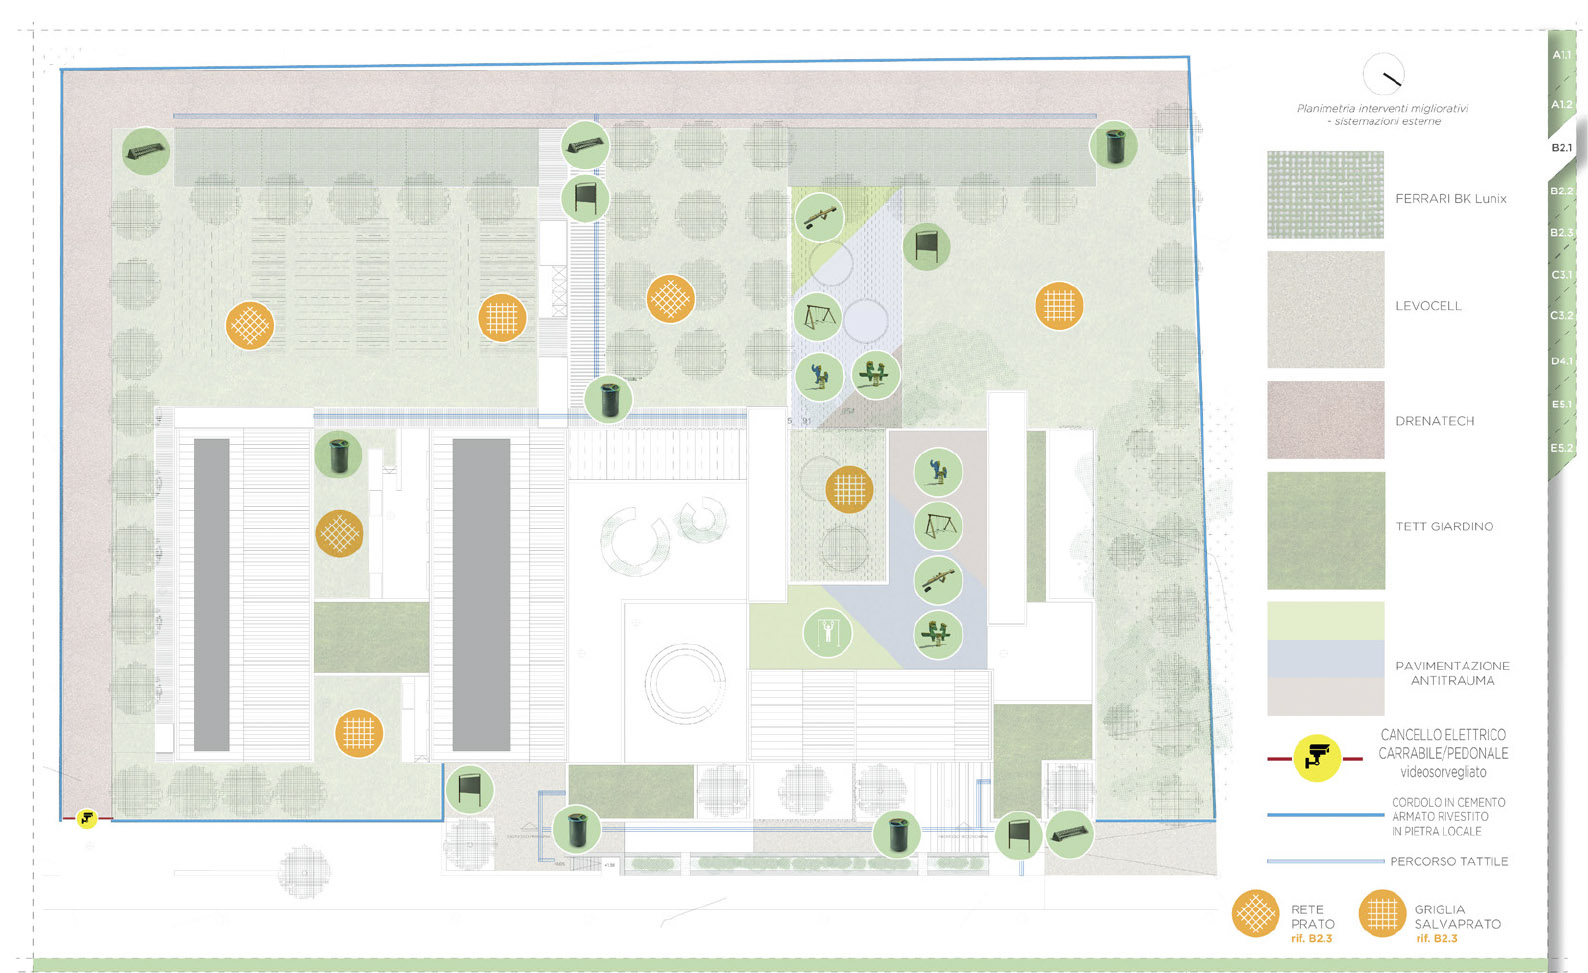 Planimetria interventi migliorativi
- sistemazioni esterne
FERRARI BK Lunix
LEVOCELL
DRENATECH
TETT GIARDINO
PAVIMENTAZIONE
ANTITRAUMA
CANCELLO ELETTRICO
CARRABILE/PEDONALE
videosorvegliato
CORDOLO IN CEMENTO
ARMATO RIVESTITO
IN PIETRA LOCALE
PERCORSO TATTILE
RETE
PRATO
rif. B2.3
GRIGLIA
SALVAPRATO
rif. B2.3
A1.1
A1.2
B2.1
B2.2
B2.3
C3.1
C3.2
D4.1
E5.1
E5.2